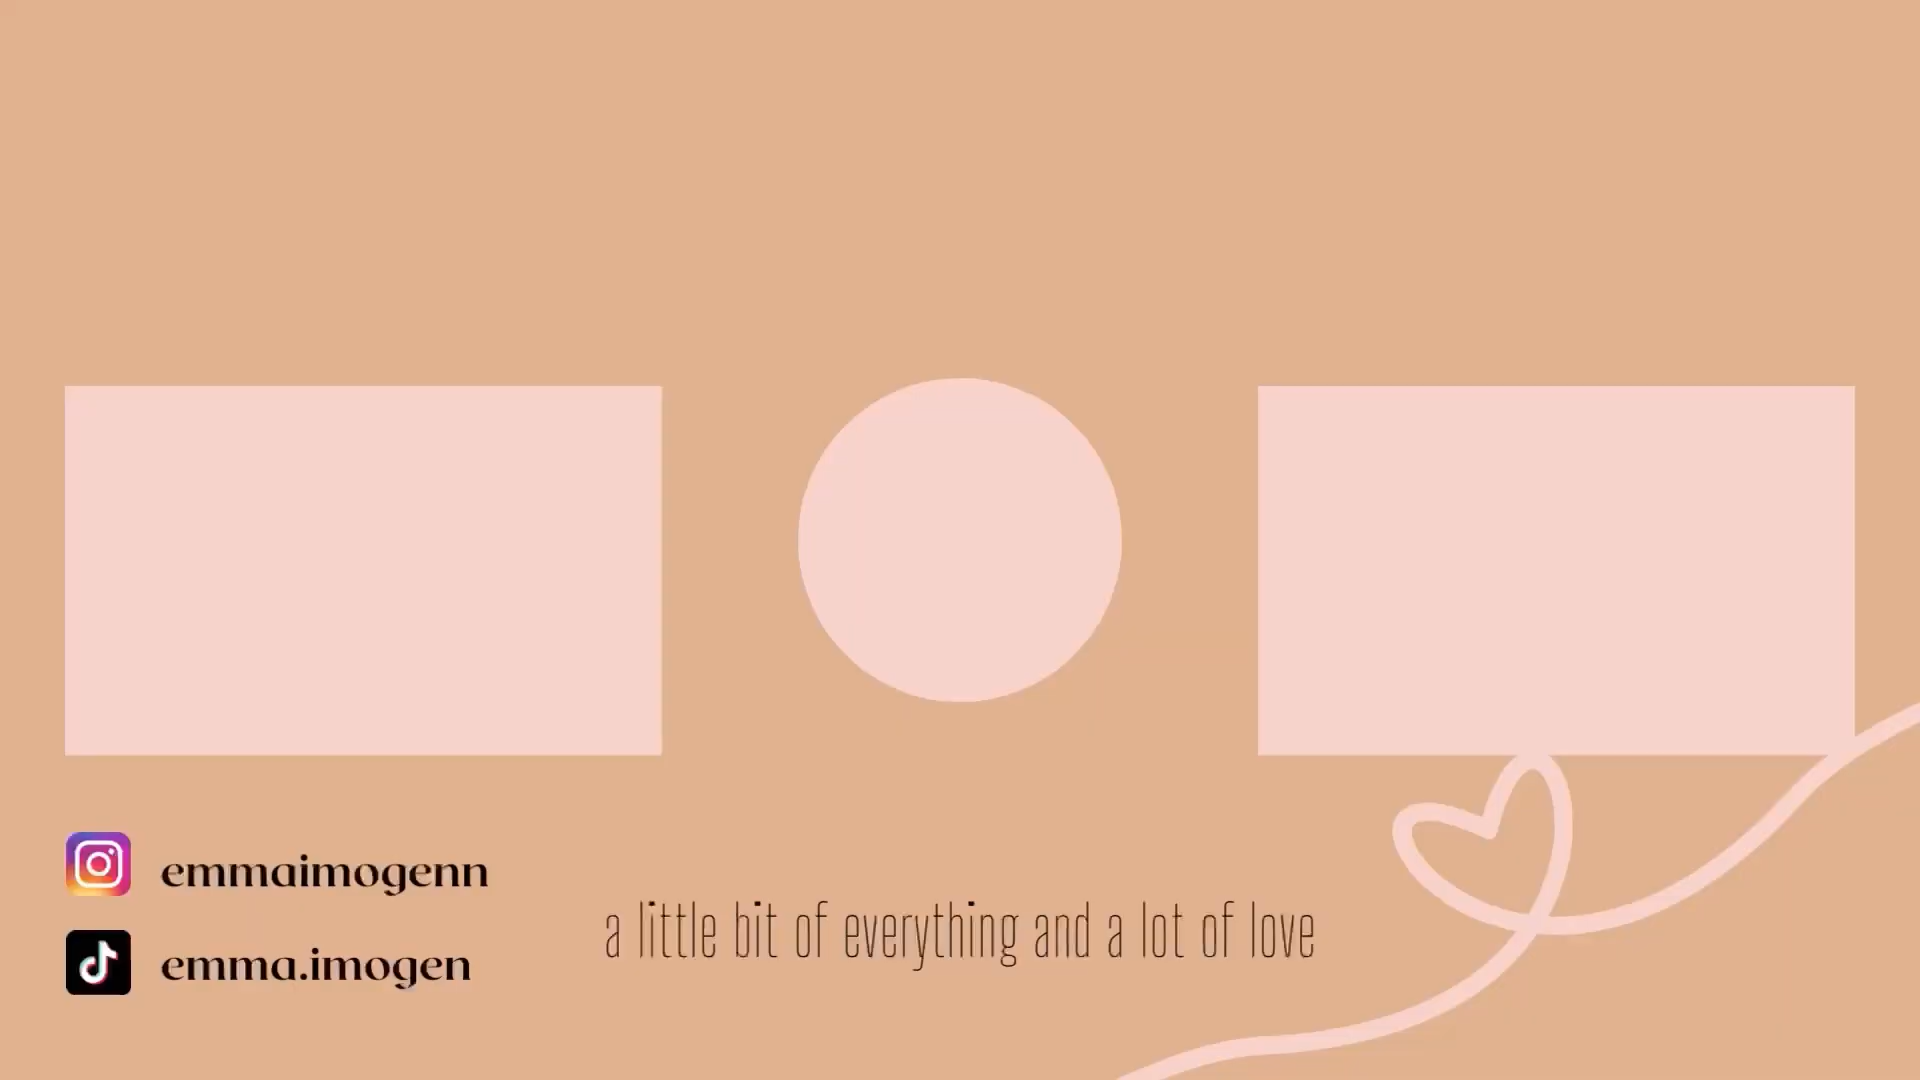 emmaimogenn
emma.imogen
a little bit of everything and a lot of love